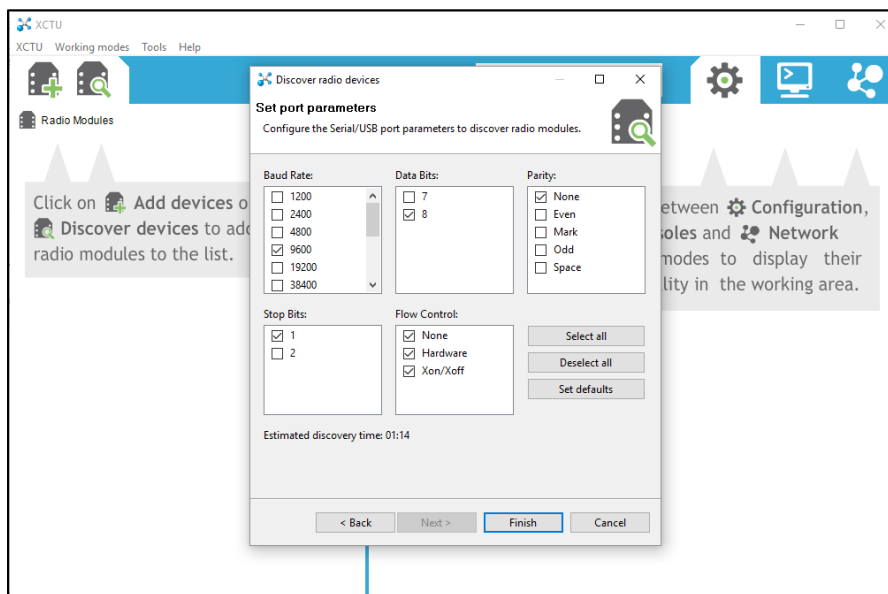 XCTU
XCTU Working modes Tools Help
Radio Modules
Click on Add devices o
Discover devices to add
radio modules to the list.
etween Configuration,
soles and Network
modes to display their
lity in the working area.
Discover radio devices
Set port parameters
Configure the Serial/USB port parameters to discover radio modules.
Baud Rate:
1200
2400
4800
9600
19200
38400
Data Bits:
7
8
Parity:
None
Even
Mark
Odd
Space
Stop Bits:
1
2
Flow Control:
None
Hardware
Xon/Xoff
Select all
Deselect all
Set defaults
Estimated discovery time: 01:14
< Back
Next >
Finish
Cancel